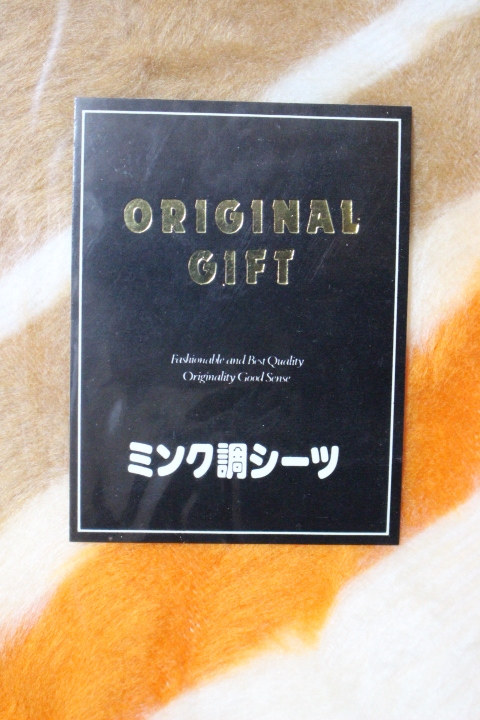 ORIGINAL
GIFT
Fashionable and Best Quality
Originality Good Sense
ミンク調シーツ